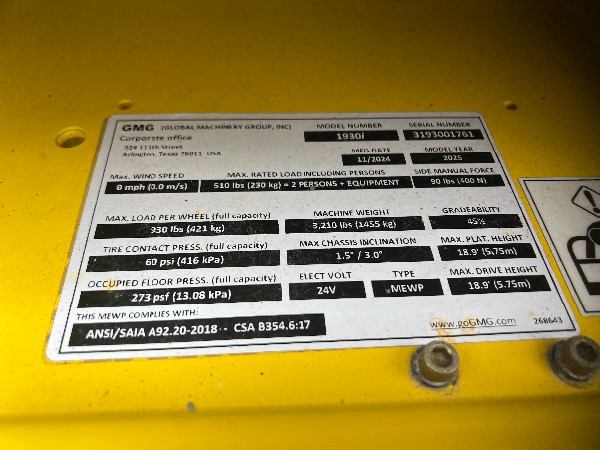 GMG (GLOBAL MACHINERY GROUP, INC)
Corporate office
524 113th Street
Arlington, Texas 76011 USA
MODEL NUMBER
1930i
SERIAL NUMBER
3193001761
MFG DATE
11/2024
MODEL YEAR
2025
Max. WIND SPEED
0 mph (0.0 m/s)
MAX. RATED LOAD INCLUDING PERSONS
510 lbs (230 kg) = 2 PERSONS + EQUIPMENT
SIDE MANUAL FORCE
90 lbs (400 N)
MAX. LOAD PER WHEEL (full capacity)
930 lbs (421 kg)
MACHINE WEIGHT
3,210 lbs (1455 kg)
GRADEABILITY
TIRE CONTACT PRESS. (full capacity)
60 psi (416 kPa)
MAX CHASSIS INCLINATION
1.5° / 3.0°
MAX. PLAT. HEIGHT
18.9' (5.75m)
OCCUPIED FLOOR PRESS. (full capacity)
273 psf (13.08 kPa)
ELECT VOLT
24V
TYPE
MEWP
MAX. DRIVE HEIGHT
18.9' (5.75m)
THIS MEWP COMPLIES WITH:
ANSI/SAIA A92.20-2018 - CSA B354.6:17
www.goGMG.com
268643